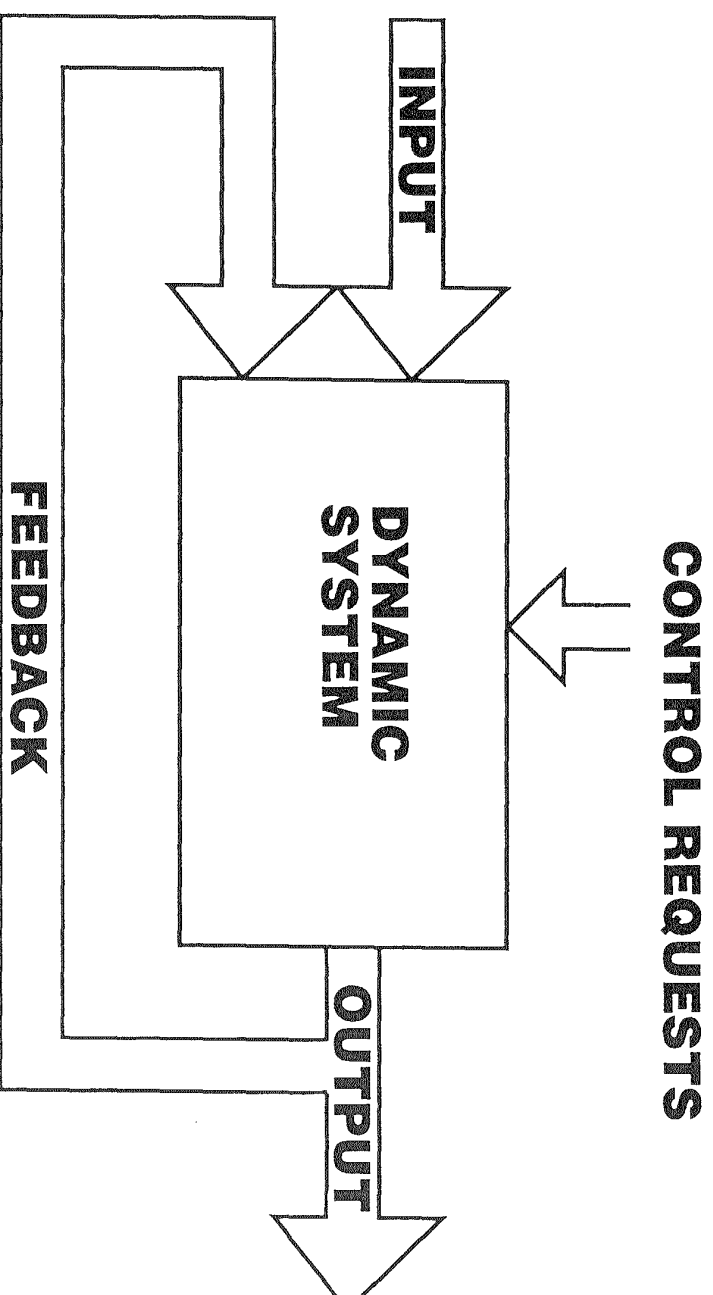 CONTROL REQUESTS
INPUT
DYNAMIC
SYSTEM
OUTPUT
FEEDBACK